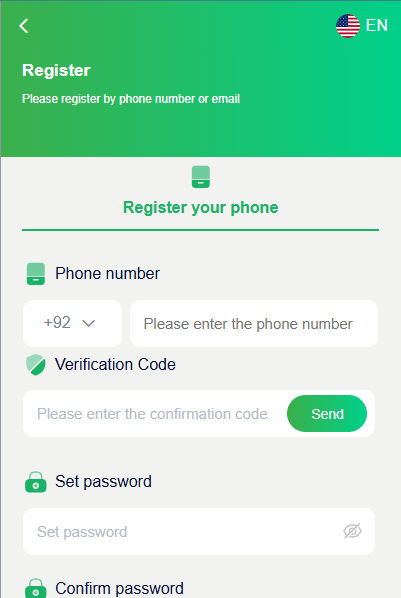 EN
Register
Please register by phone number or email
Register your phone
Phone number
+92
Please enter the phone number
Verification Code
Please enter the confirmation code
Send
Set password
Set password
Confirm password